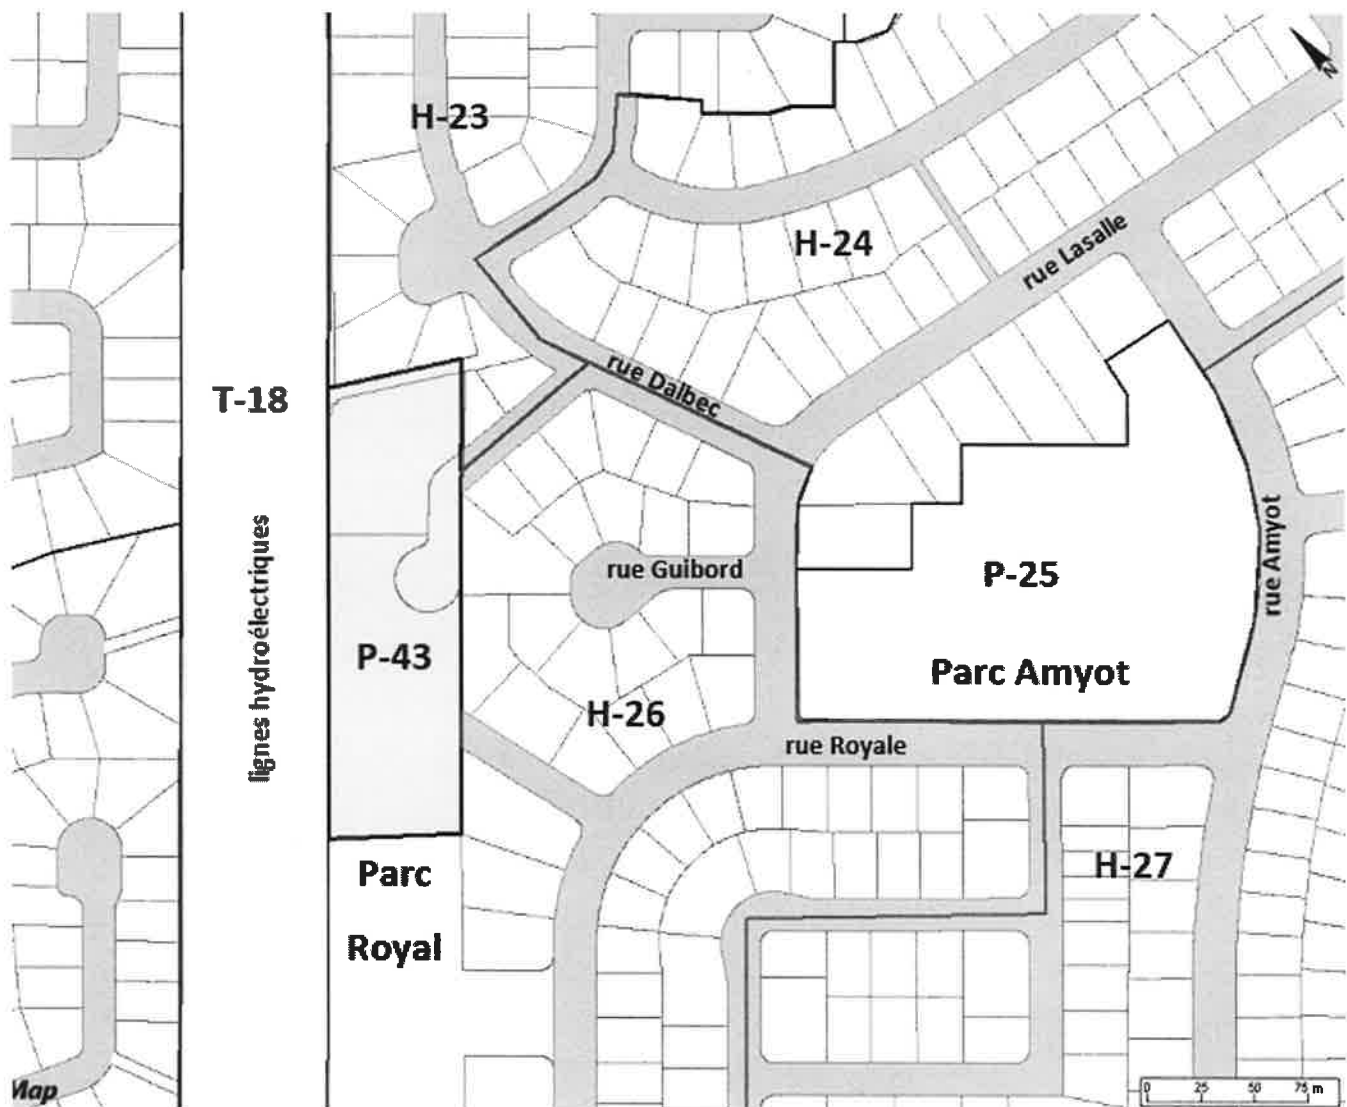 N
H-23
H-24
rue Lasalle
rue Dalbec
T-18
lignes hydroélectriques
rue Amyot
rue Guibord
P-25
P-43
Parc Amyot
H-26
rue Royale
H-27
Parc
Royal
Map
0 25 50 75 m